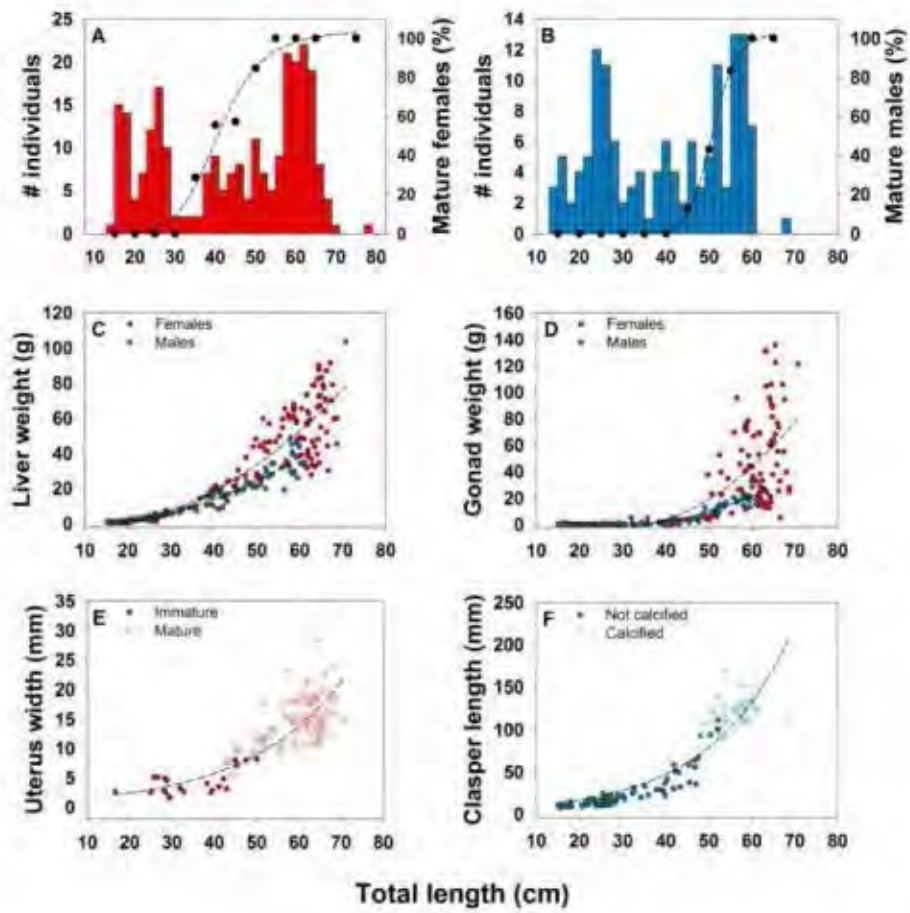 A
# individuals
25
20
15
10
5
0
100
80
60
40
20
0
Mature females (%)
10 20 30 40 50 60 70 80
B
# individuals
14
12
10
8
6
4
2
0
100
80
60
40
20
0
Mature males (%)
10 20 30 40 50 60 70 80
C
Females
Males
Liver weight (g)
120
100
80
60
40
20
0
10 20 30 40 50 60 70 80
D
Females
Males
Gonad weight (g)
160
140
120
100
80
60
40
20
0
10 20 30 40 50 60 70 80
E
Immature
Mature
Uterus width (mm)
35
30
25
20
15
10
5
0
10 20 30 40 50 60 70 80
F
Not calcified
Calcified
Clasper length (mm)
250
200
150
100
50
0
10 20 30 40 50 60 70 80
Total length (cm)